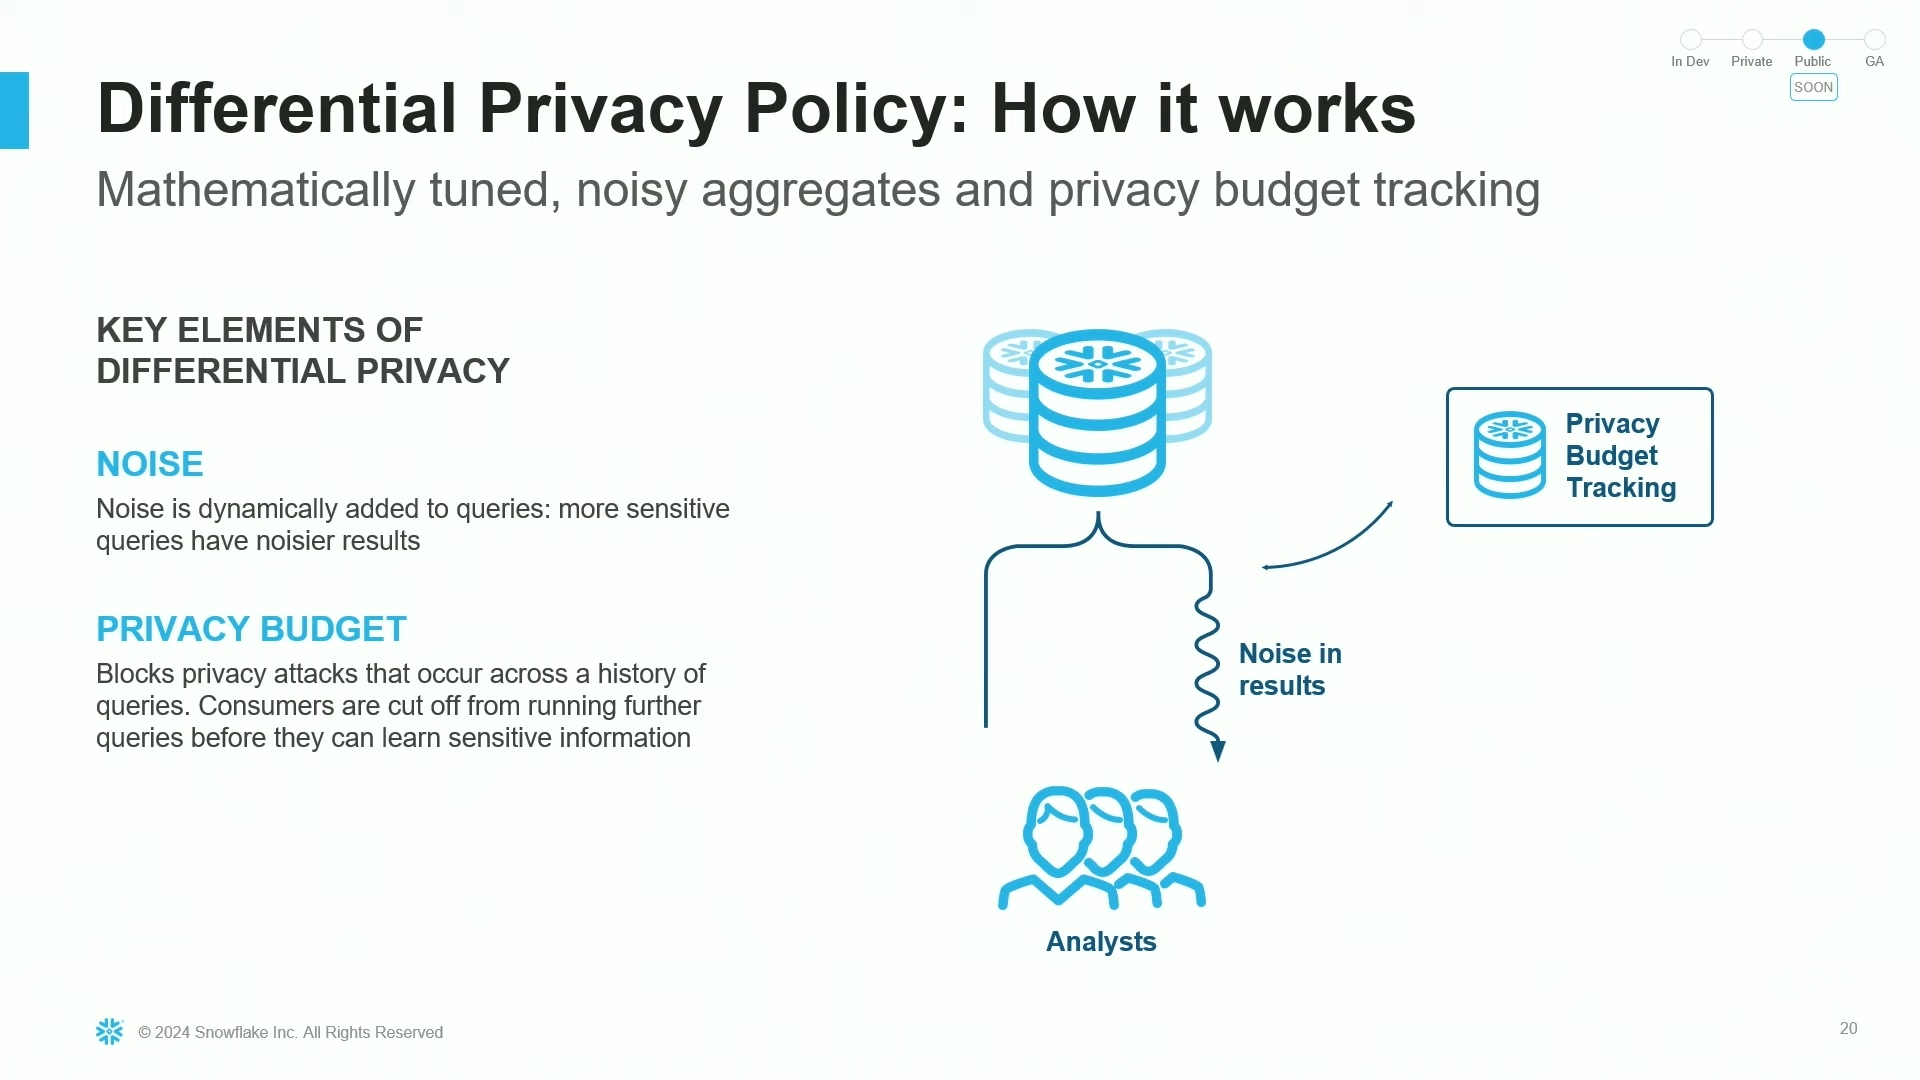 In Dev
Private
Public
GA
SOON
Differential Privacy Policy: How it works
Mathematically tuned, noisy aggregates and privacy budget tracking
KEY ELEMENTS OF
DIFFERENTIAL PRIVACY
NOISE
Noise is dynamically added to queries: more sensitive
queries have noisier results
PRIVACY BUDGET
Blocks privacy attacks that occur across a history of
queries. Consumers are cut off from running further
queries before they can learn sensitive information
Privacy
Budget
Tracking
Noise in
results
Analysts
© 2024 Snowflake Inc. All Rights Reserved
20